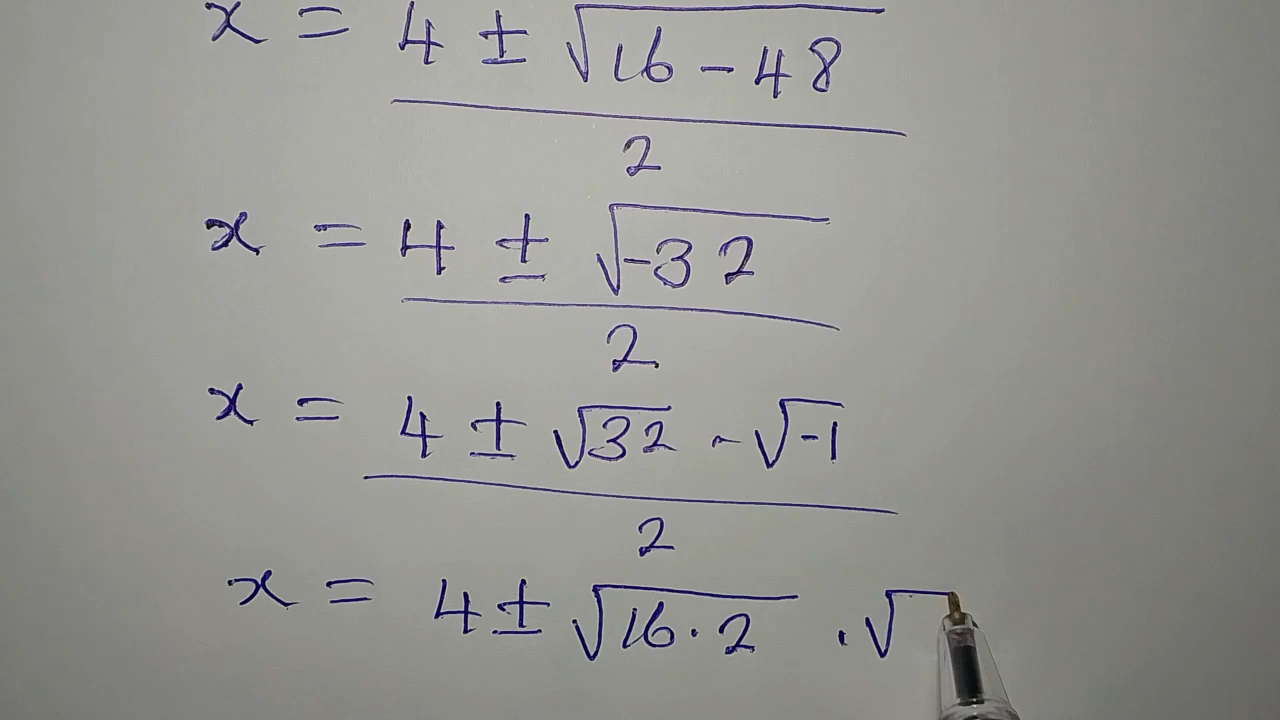 x = 4 ± √16 - 48
2
x = 4 ± √-32
2
x = 4 ± √32 · √-1
2
x = 4 ± √16·2 · √